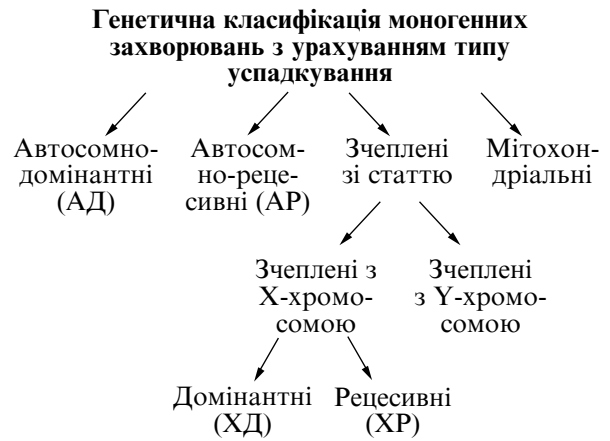 Генетична класифікація моногенних
захворювань з урахуванням типу
успадкування
Автосомно-
домінантні
(АД)
Автосом-
но-реце-
сивні (АР)
Зчеплені
зі статтю
Мітохон-
дріальні
Зчеплені з
Х-хромо-
сомою
Зчеплені
з Y-хромо-
сомою
Домінантні
(ХД)
Рецесивні
(ХР)